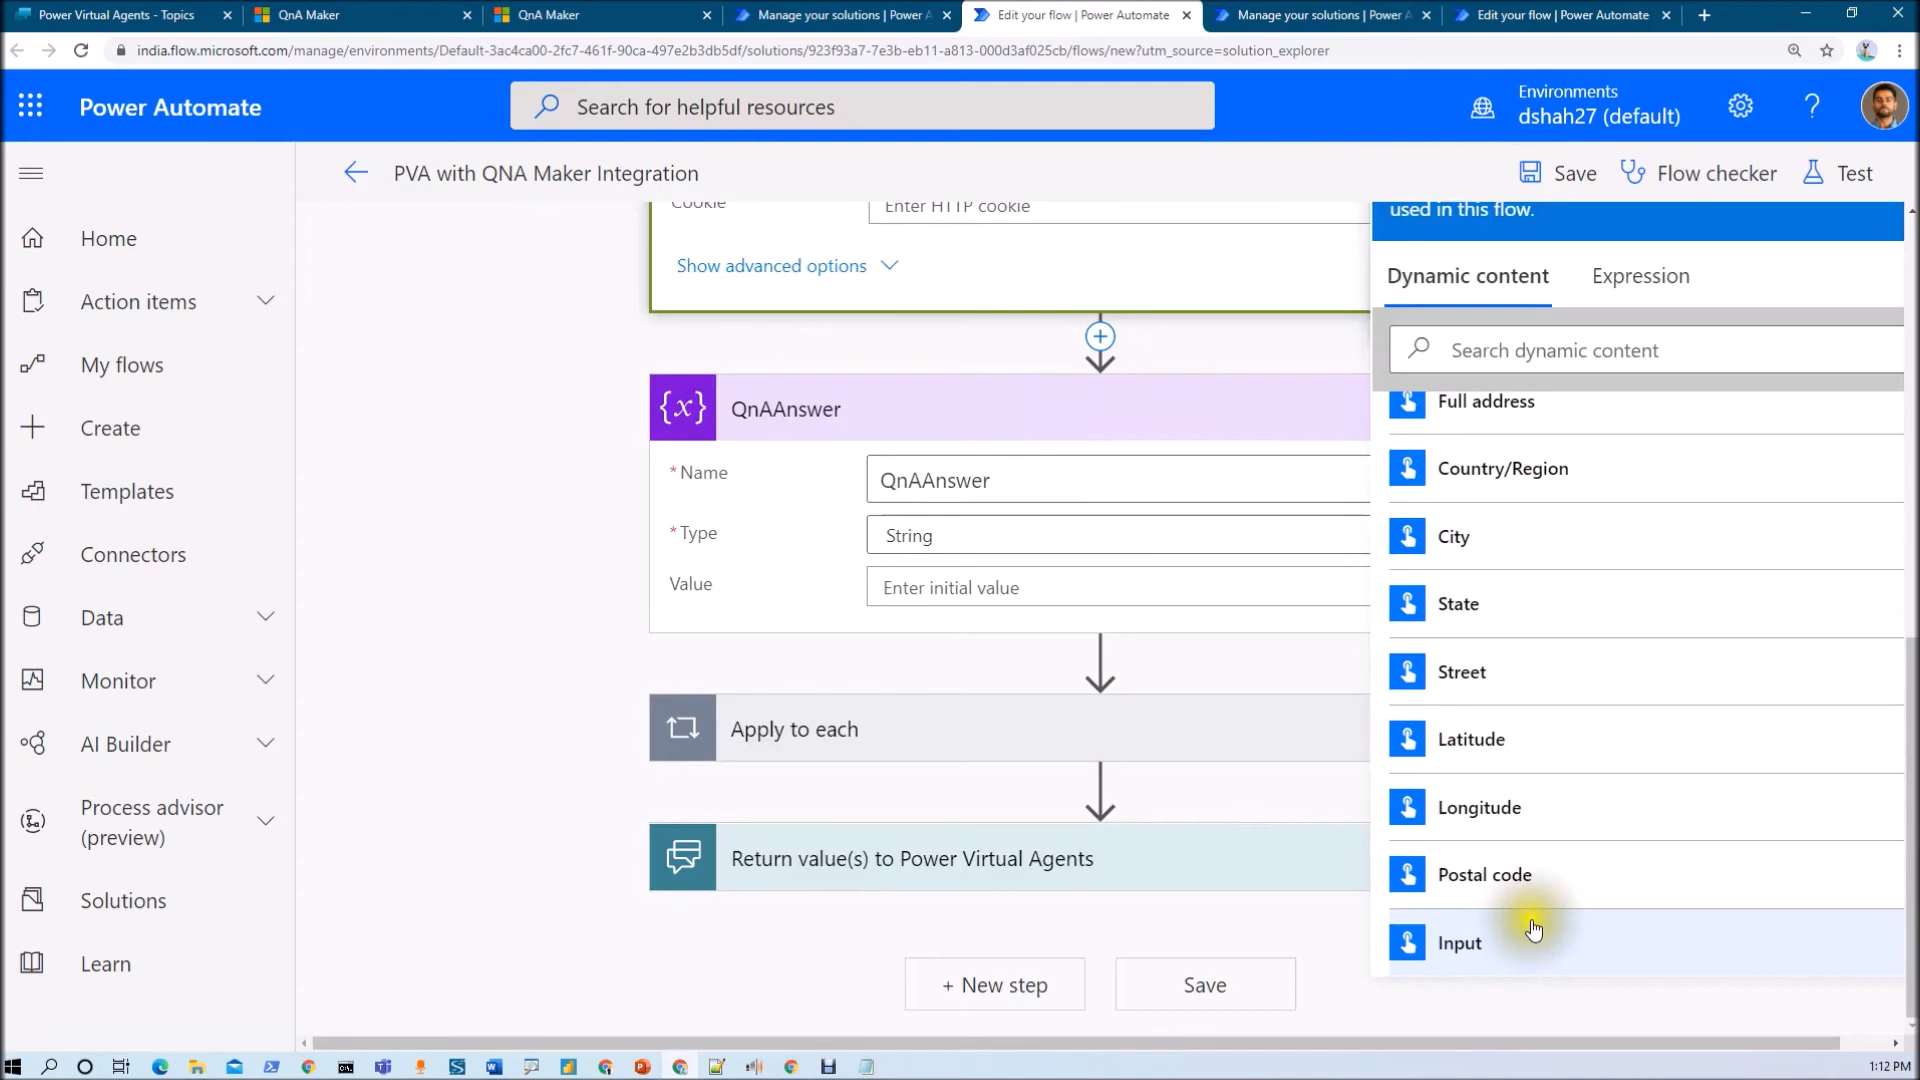 Power Virtual Agents - Topics
QnA Maker
QnA Maker
Manage your solutions | Power A
Edit your flow | Power Automate
Manage your solutions | Power A
Edit your flow | Power Automate
india.flow.microsoft.com/manage/environments/Default-3ac4ca00-2fc7-461f-90ca-497e2b3db5df/solutions/923f93a7-7e3b-eb11-a813-000d3af025cb/flows/new?utm_source=solution_explorer
Power Automate
Search for helpful resources
Environments
dshah27 (default)
PVA with QNA Maker Integration
Save
Flow checker
Test
Home
Action items
My flows
Create
Templates
Connectors
Data
Monitor
AI Builder
Process advisor
(preview)
Solutions
Learn
Cookie
Enter HTTP cookie
Show advanced options
{x} QnAAnswer
* Name
QnAAnswer
* Type
String
Value
Enter initial value
Apply to each
Return value(s) to Power Virtual Agents
+ New step
Save
used in this flow.
Dynamic content
Expression
Search dynamic content
Full address
Country/Region
City
State
Street
Latitude
Longitude
Postal code
Input
1:12 PM